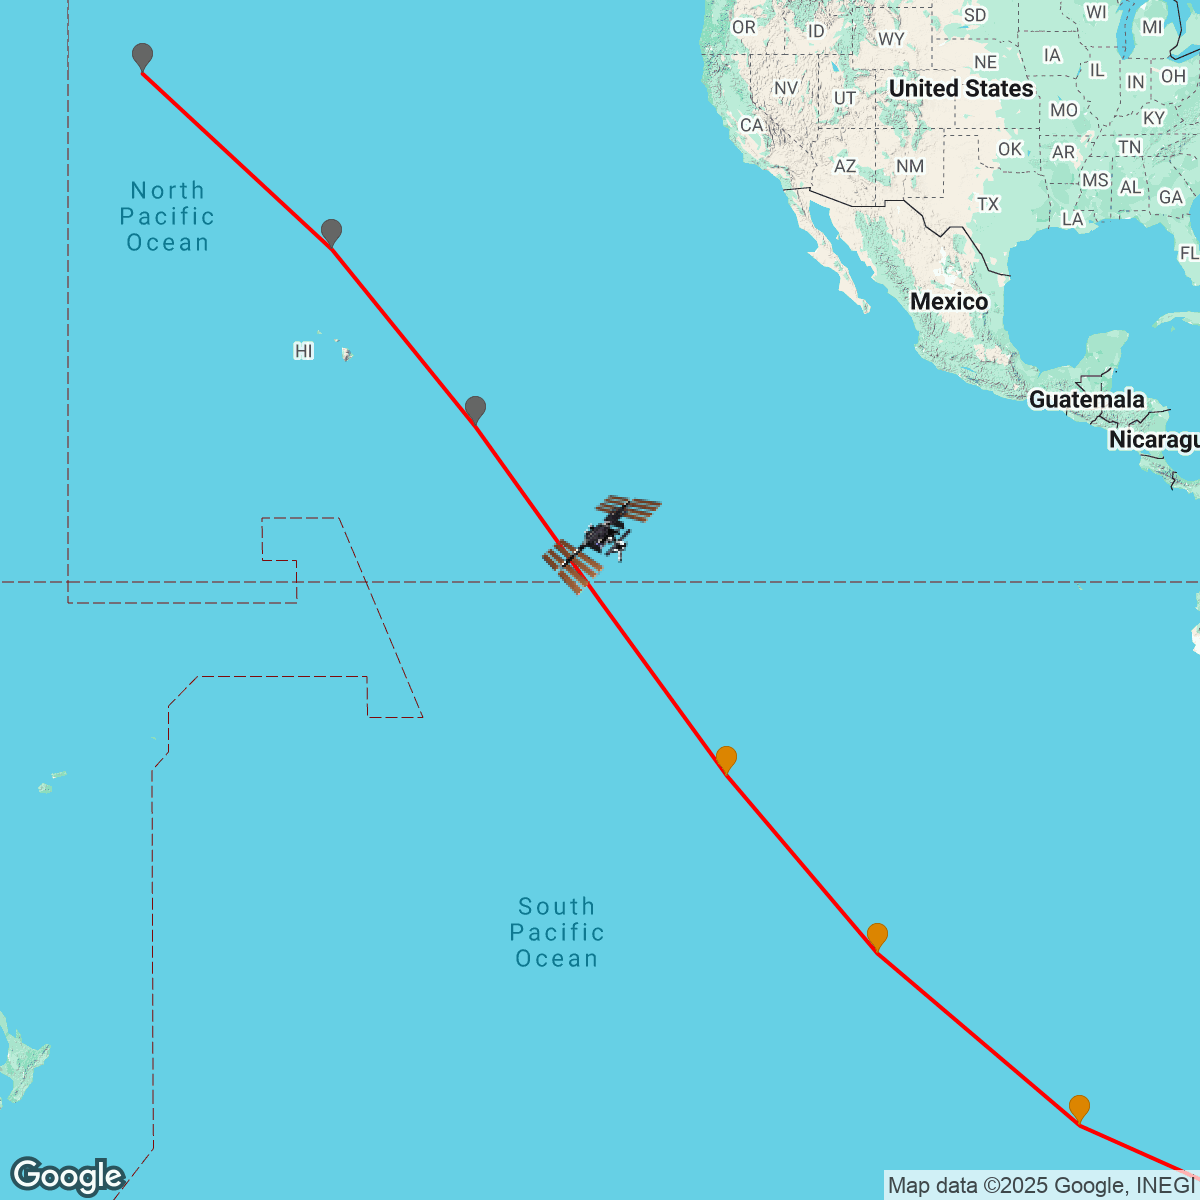 OR
ID
SD
WI
MI
WY
NE
IA
IL
IN
OH
NV
UT
United States
MO
KY
CA
AZ
NM
OK
AR
TN
MS
AL
GA
TX
LA
FL
North
Pacific
Ocean
HI
Mexico
Guatemala
Nicaragu
South
Pacific
Ocean
Google
Map data ©2025 Google, INEGI